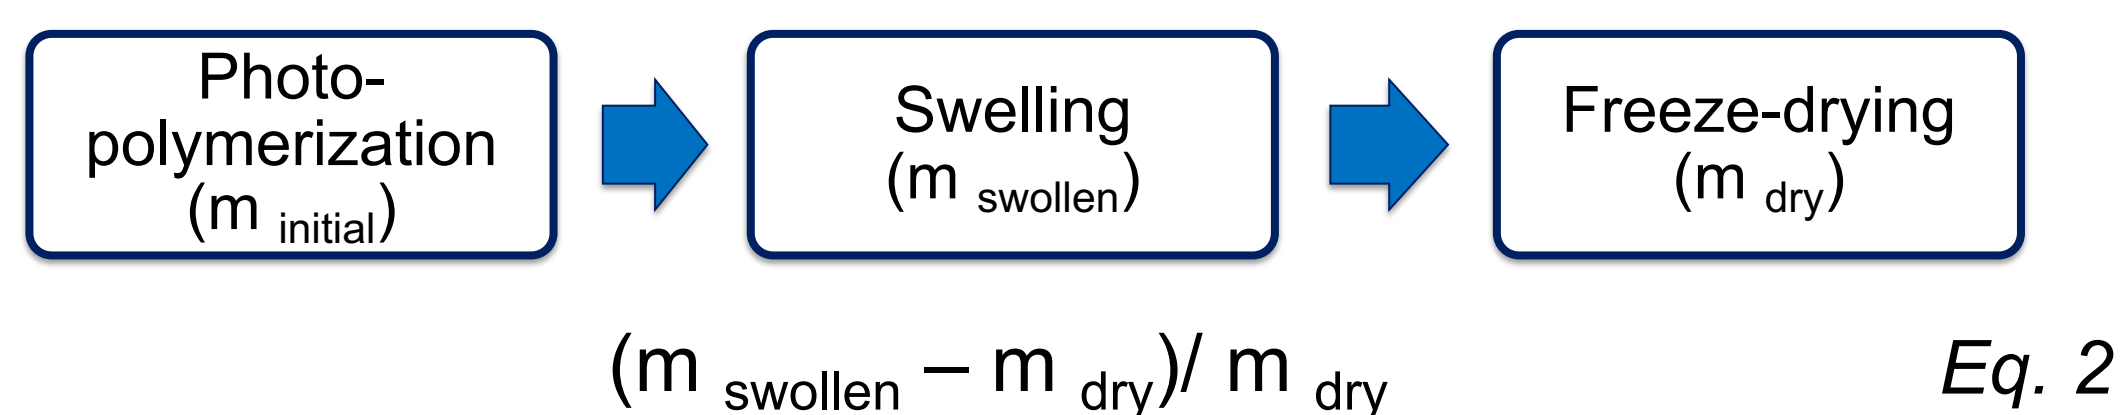 Photo-
polymerization
(m initial)
Swelling
(m swollen)
Freeze-drying
(m dry)
(m swollen – m dry)/ m dry
Eq. 2